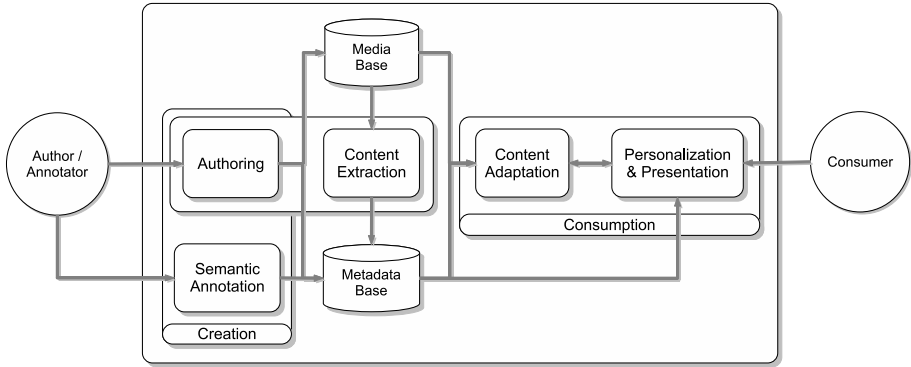 Media
Base
Author /
Annotator
Authoring
Content
Extraction
Content
Adaptation
Personalization
& Presentation
Consumer
Consumption
Semantic
Annotation
Metadata
Base
Creation